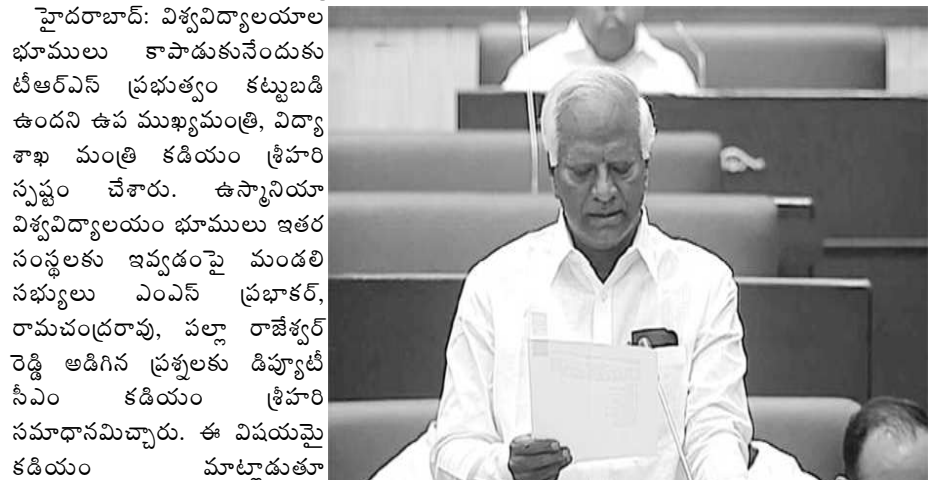 హైదరాబాద్: విశ్వవిద్యాలయాల
భూములు కాపాడుకునేందుకు
టీఆర్ఎస్ ప్రభుత్వం కట్టుబడి
ఉందని ఉప ముఖ్యమంత్రి, విద్యా
శాఖ మంత్రి కడియం శ్రీహరి
స్పష్టం చేశారు. ఉస్మానియా
విశ్వవిద్యాలయం భూములు ఇతర
సంస్థలకు ఇవ్వడంపై మండలి
సభ్యులు ఎంఎస్ ప్రభాకర్,
రామచంద్రరావు, పల్లా రాజేశ్వర్
రెడ్డి అడిగిన ప్రశ్నలకు డిప్యూటీ
సీఎం కడియం శ్రీహరి
సమాధానమిచ్చారు. ఈ విషయమై
కడియం మాట్లాడుతూ